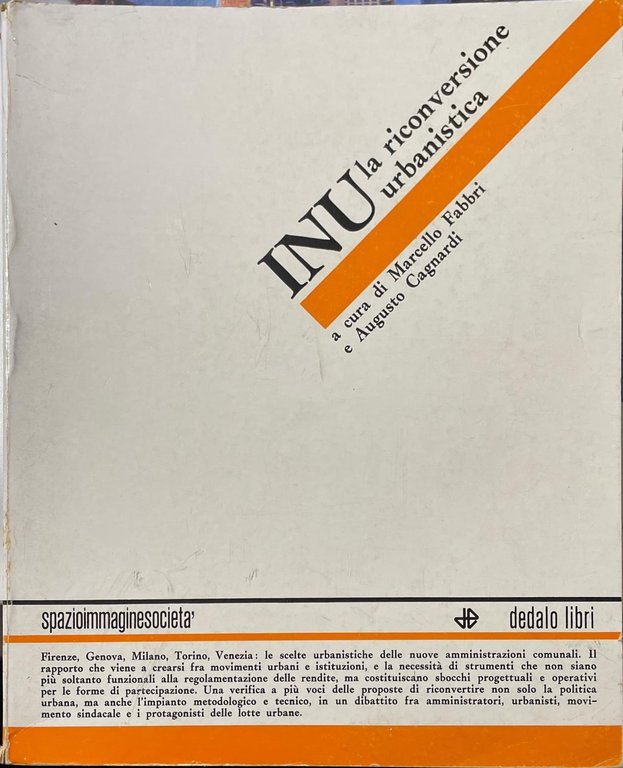 INU la riconversione
urbanistica
a cura di Marcello Fabbri
e Augusto Cagnardi
spazioimmaginesocieta'
dedalo libri
Firenze, Genova, Milano, Torino, Venezia: le scelte urbanistiche delle nuove amministrazioni comunali. Il
rapporto che viene a crearsi fra movimenti urbani e istituzioni, e la necessità di strumenti che non siano
più soltanto funzionali alla regolamentazione delle rendite, ma costituiscano sbocchi progettuali e operativi
per le forme di partecipazione. Una verifica a più voci delle proposte di riconvertire non solo la politica
urbana, ma anche l'impianto metodologico e tecnico, in un dibattito fra amministratori, urbanisti, movi-
mento sindacale e i protagonisti delle lotte urbane.